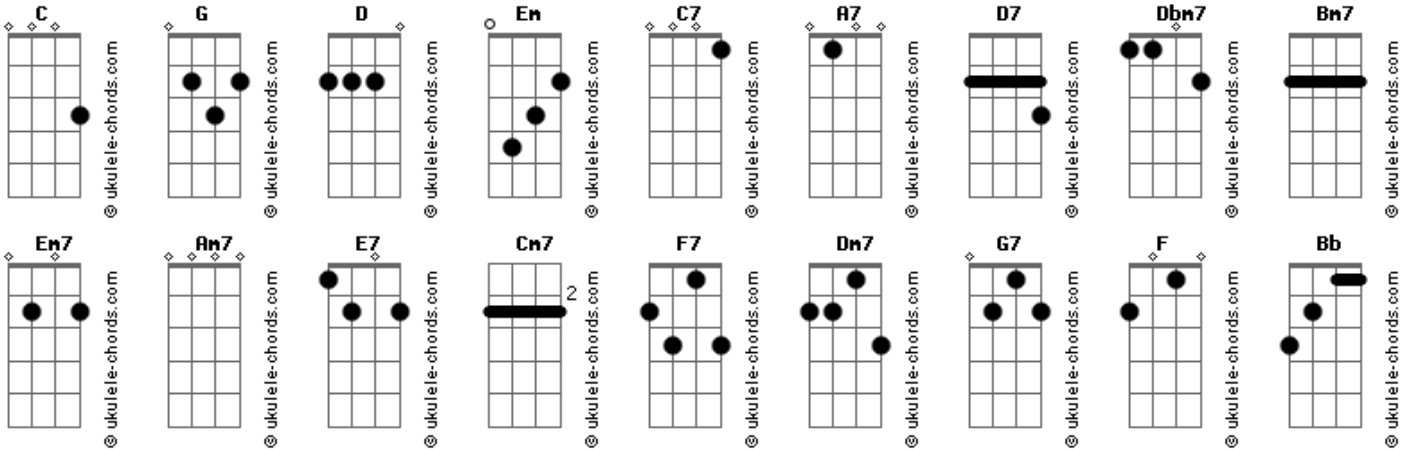 C G D Em C7 A7 D7 Dbm7 Bm7
© ukulele-chords.com © ukulele-chords.com © ukulele-chords.com © ukulele-chords.com © ukulele-chords.com © ukulele-chords.com © ukulele-chords.com © ukulele-chords.com © ukulele-chords.com
Em7 Am7 E7 Cm7 F7 Dm7 G7 F Bb
2
© ukulele-chords.com © ukulele-chords.com © ukulele-chords.com © ukulele-chords.com © ukulele-chords.com © ukulele-chords.com © ukulele-chords.com © ukulele-chords.com © ukulele-chords.com